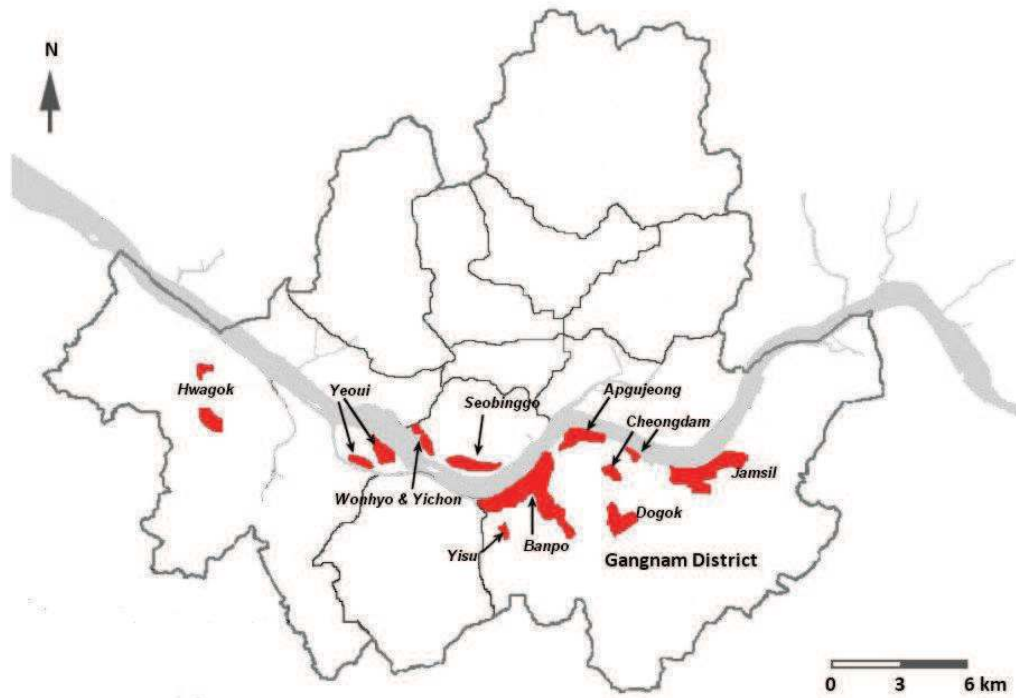 N
Apgujeong
Hwagok
Yeoui
Seobinggo
Cheongdam
Jamsil
Wonhyo & Yichon
Dogok
Yisu
Banpo
Gangnam District
0 3 6 km